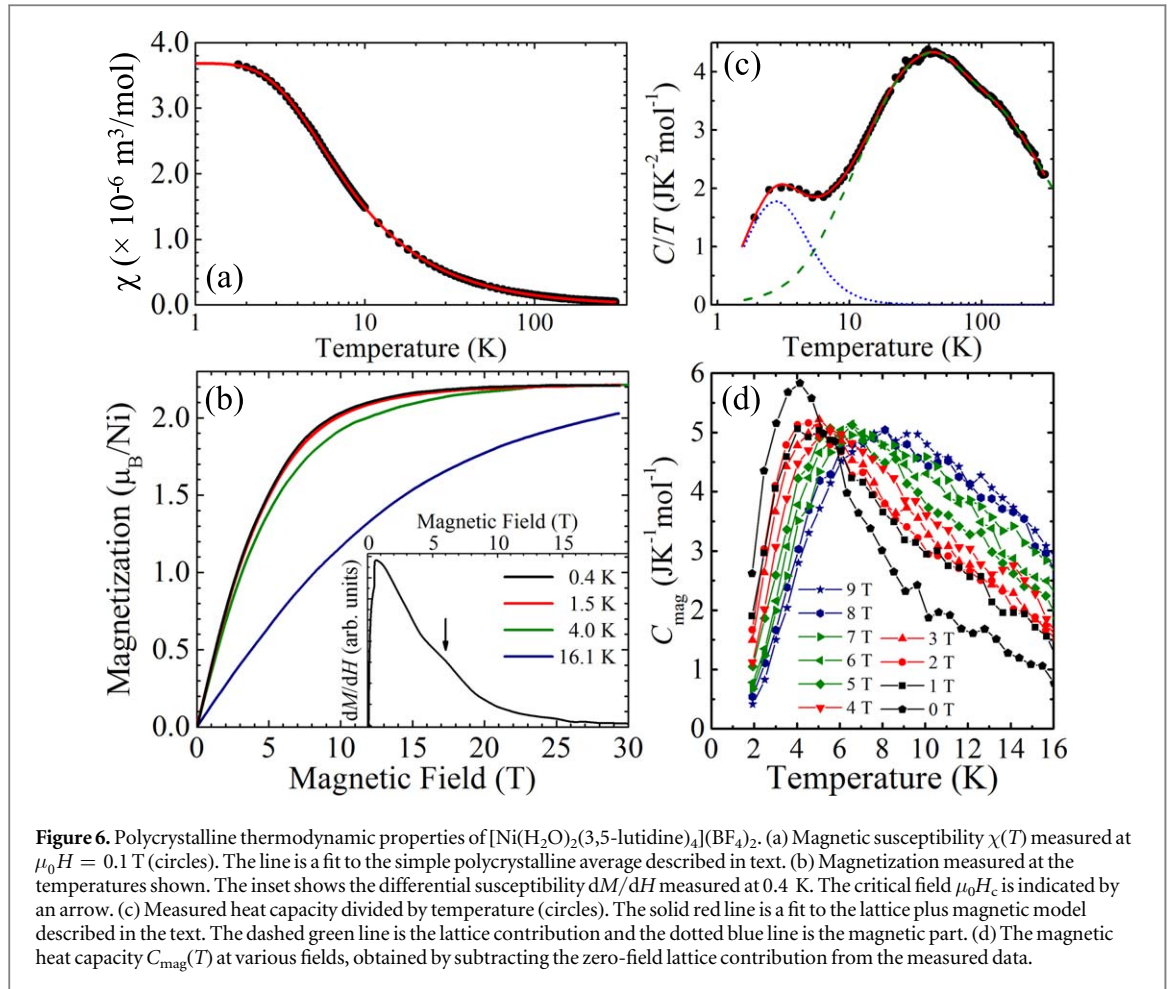 4.0
3.0
2.0
1.0
0.0
χ (× 10⁻⁶ m³/mol)
(a)
1 10 100
Temperature (K)
(c)
4
3
2
1
0
C/T (JK⁻²mol⁻¹)
1 10 100
Temperature (K)
(b)
2.0
1.5
1.0
0.5
0.0
Magnetization (μB/Ni)
Magnetic Field (T)
0 5 10 15
dM/dH (arb. units)
0.4 K
1.5 K
4.0 K
16.1 K
0 5 10 15 20 25 30
Magnetic Field (T)
(d)
6
5
4
3
2
1
0
Cmag (JK⁻¹mol⁻¹)
9 T
8 T
7 T
6 T
5 T
4 T
3 T
2 T
1 T
0 T
0 2 4 6 8 10 12 14 16
Temperature (K)
Figure 6. Polycrystalline thermodynamic properties of [Ni(H₂O)₂(3,5-lutidine)₄](BF₄)₂. (a) Magnetic susceptibility χ(T) measured at
μ₀H = 0.1 T (circles). The line is a fit to the simple polycrystalline average described in text. (b) Magnetization measured at the
temperatures shown. The inset shows the differential susceptibility dM/dH measured at 0.4 K. The critical field μ₀Hc is indicated by
an arrow. (c) Measured heat capacity divided by temperature (circles). The solid red line is a fit to the lattice plus magnetic model
described in the text. The dashed green line is the lattice contribution and the dotted blue line is the magnetic part. (d) The magnetic
heat capacity Cmag(T) at various fields, obtained by subtracting the zero-field lattice contribution from the measured data.